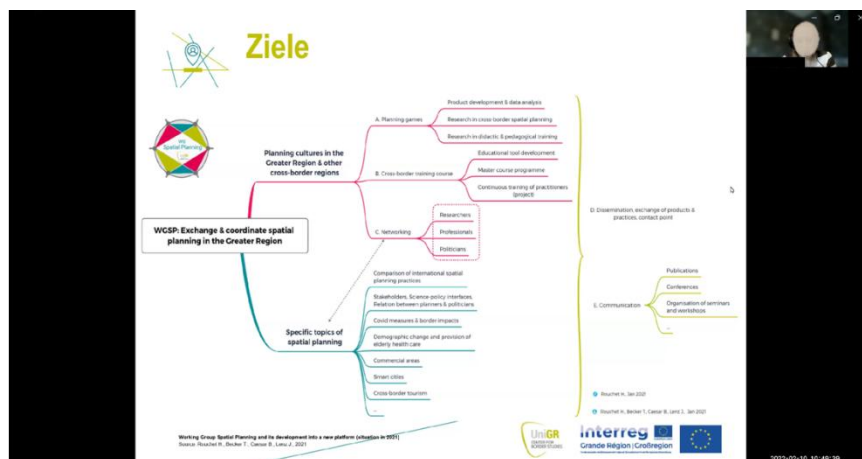 Ziele
WG
Spatial Planning
WGSP: Exchange & coordinate spatial
planning in the Greater Region
Planning cultures in the
Greater Region & other
cross-border regions
A. Planning games
Product development & data analysis
Research in cross border spatial planning
Research in didactic & pedagogical training
B. Cross-border training course
Educational tool development
Master course programme
Continuous training of practitioners
(project)
C. Networking
Researchers
Professionals
Politicians
Specific topics of
spatial planning
Comparison of international spatial
planning practices
Stakeholders, Science-policy interfaces,
Relation between planners & politicians
Covid measures & border impacts
Demographic change and provision of
elderly health care
Commercial areas
Smart cities
Cross-border tourism
...
D. Dissemination, exchange of products &
practices, contact point
E. Communication
Publications
Conferences
Organisation of seminars
and workshops
...
Rouchet H., Jan 2021
Rouchet H., Becker T., Caesar B., Lenz J., Jan 2021
Working Group Spatial Planning and its development into a new platform (situation in 2021)
Source: Rouchet H., Becker T., Caesar B., Lenz J., 2021
UniGR
CENTER FOR
BORDER STUDIES
Interreg
Grande Région | Großregion